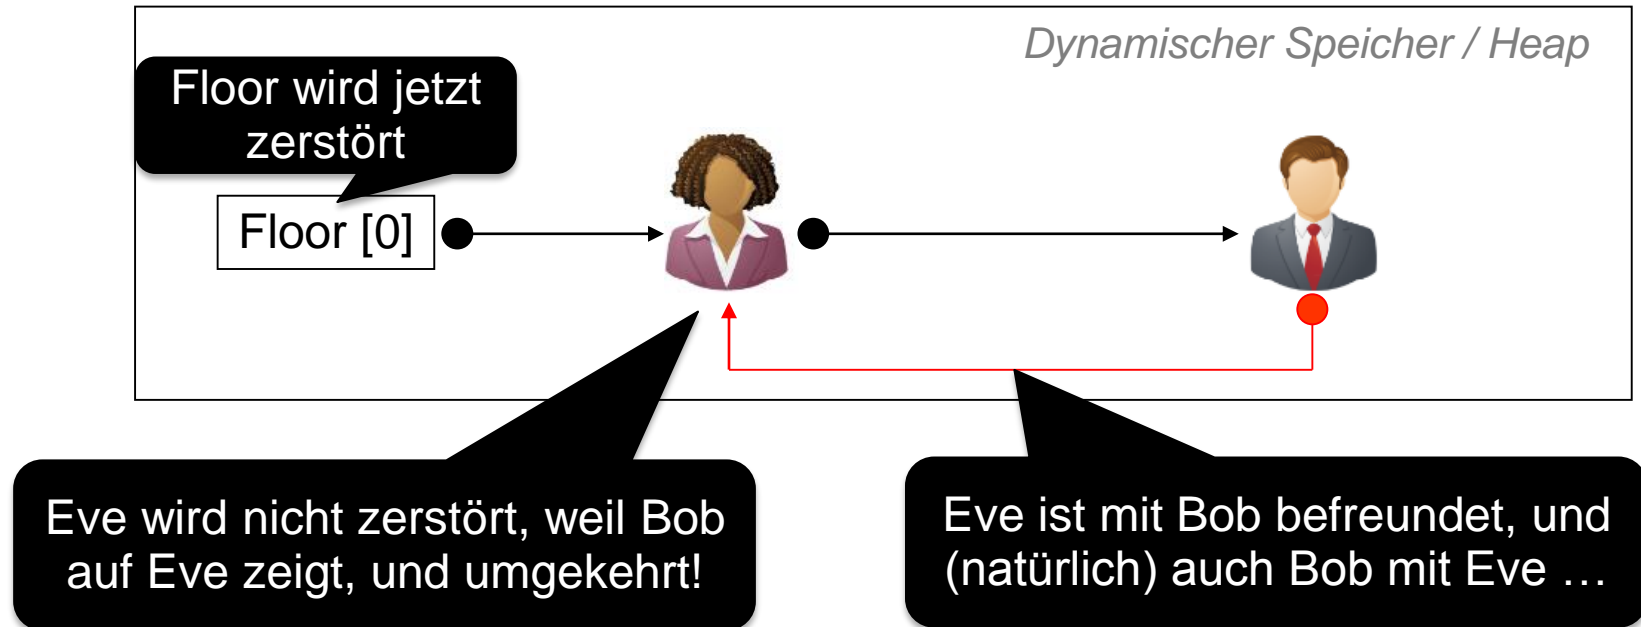 Dynamischer Speicher / Heap
Floor wird jetzt
zerstört
Floor [0]
Eve wird nicht zerstört, weil Bob
auf Eve zeigt, und umgekehrt!
Eve ist mit Bob befreundet, und
(natürlich) auch Bob mit Eve …